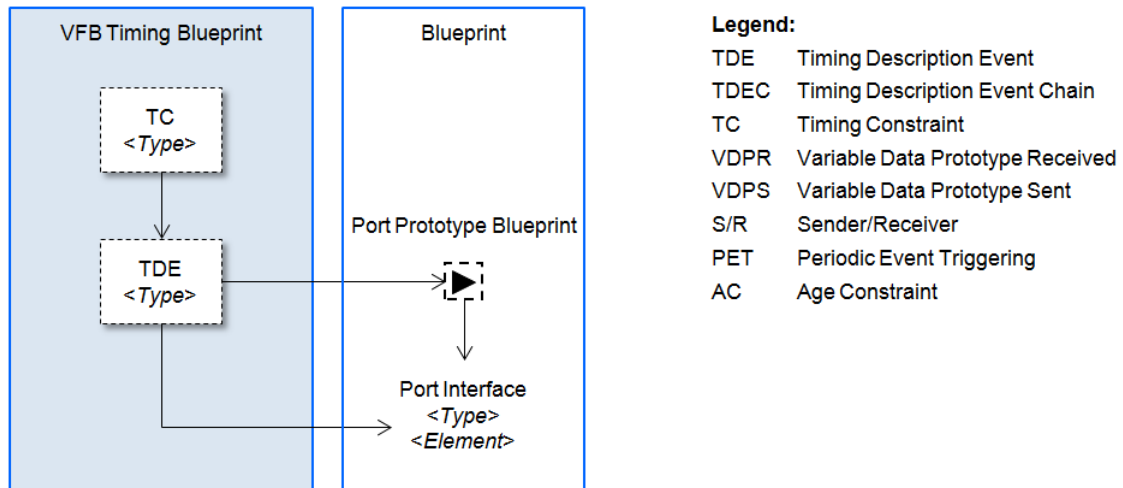 VFB Timing Blueprint
TC
<Type>
TDE
<Type>
Blueprint
Port Prototype Blueprint
Port Interface
<Type>
<Element>
Legend:
TDE Timing Description Event
TDEC Timing Description Event Chain
TC Timing Constraint
VDPR Variable Data Prototype Received
VDPS Variable Data Prototype Sent
S/R Sender/Receiver
PET Periodic Event Triggering
AC Age Constraint